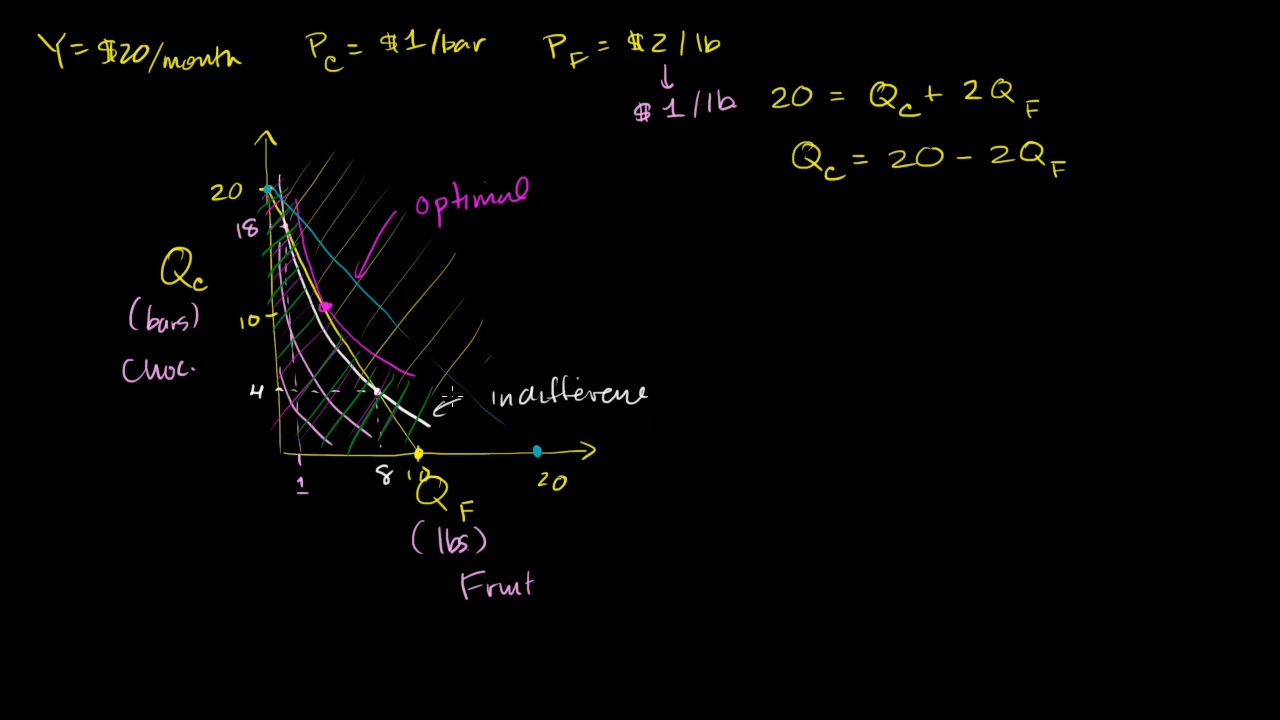 Y = $20/month P_C = $1/bar P_F = $2/lb
↓
$1/lb 20 = Q_C + 2Q_F
Q_C = 20 - 2Q_F
20
optimal
18
Q_C
(bars)
10
Choc.
4
indifference
1
8
10
20
Q_F
(lbs)
Fruit